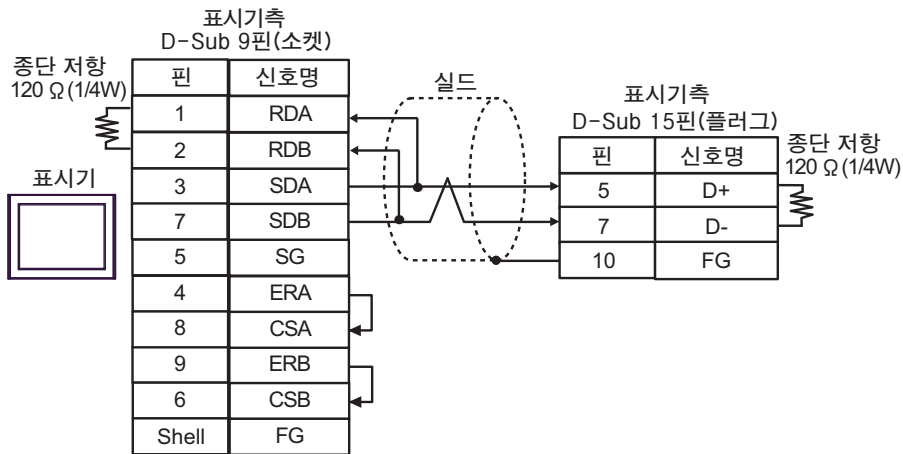 표시기측
D-Sub 9핀(소켓)
종단 저항
120 Ω(1/4W)
핀 신호명
1 RDA
2 RDB
3 SDA
7 SDB
5 SG
4 ERA
8 CSA
9 ERB
6 CSB
Shell FG
표시기
실드
표시기측
D-Sub 15핀(플러그)
핀 신호명
5 D+
7 D-
10 FG
종단 저항
120 Ω(1/4W)